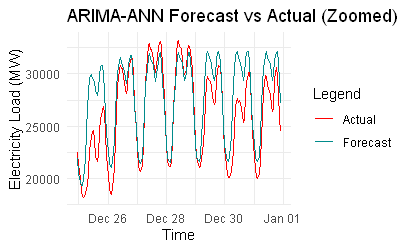 ARIMA-ANN Forecast vs Actual (Zoomed)
Electricity Load (MW)
30000
25000
20000
Dec 26
Dec 28
Dec 30
Jan 01
Time
Legend
Actual
Forecast